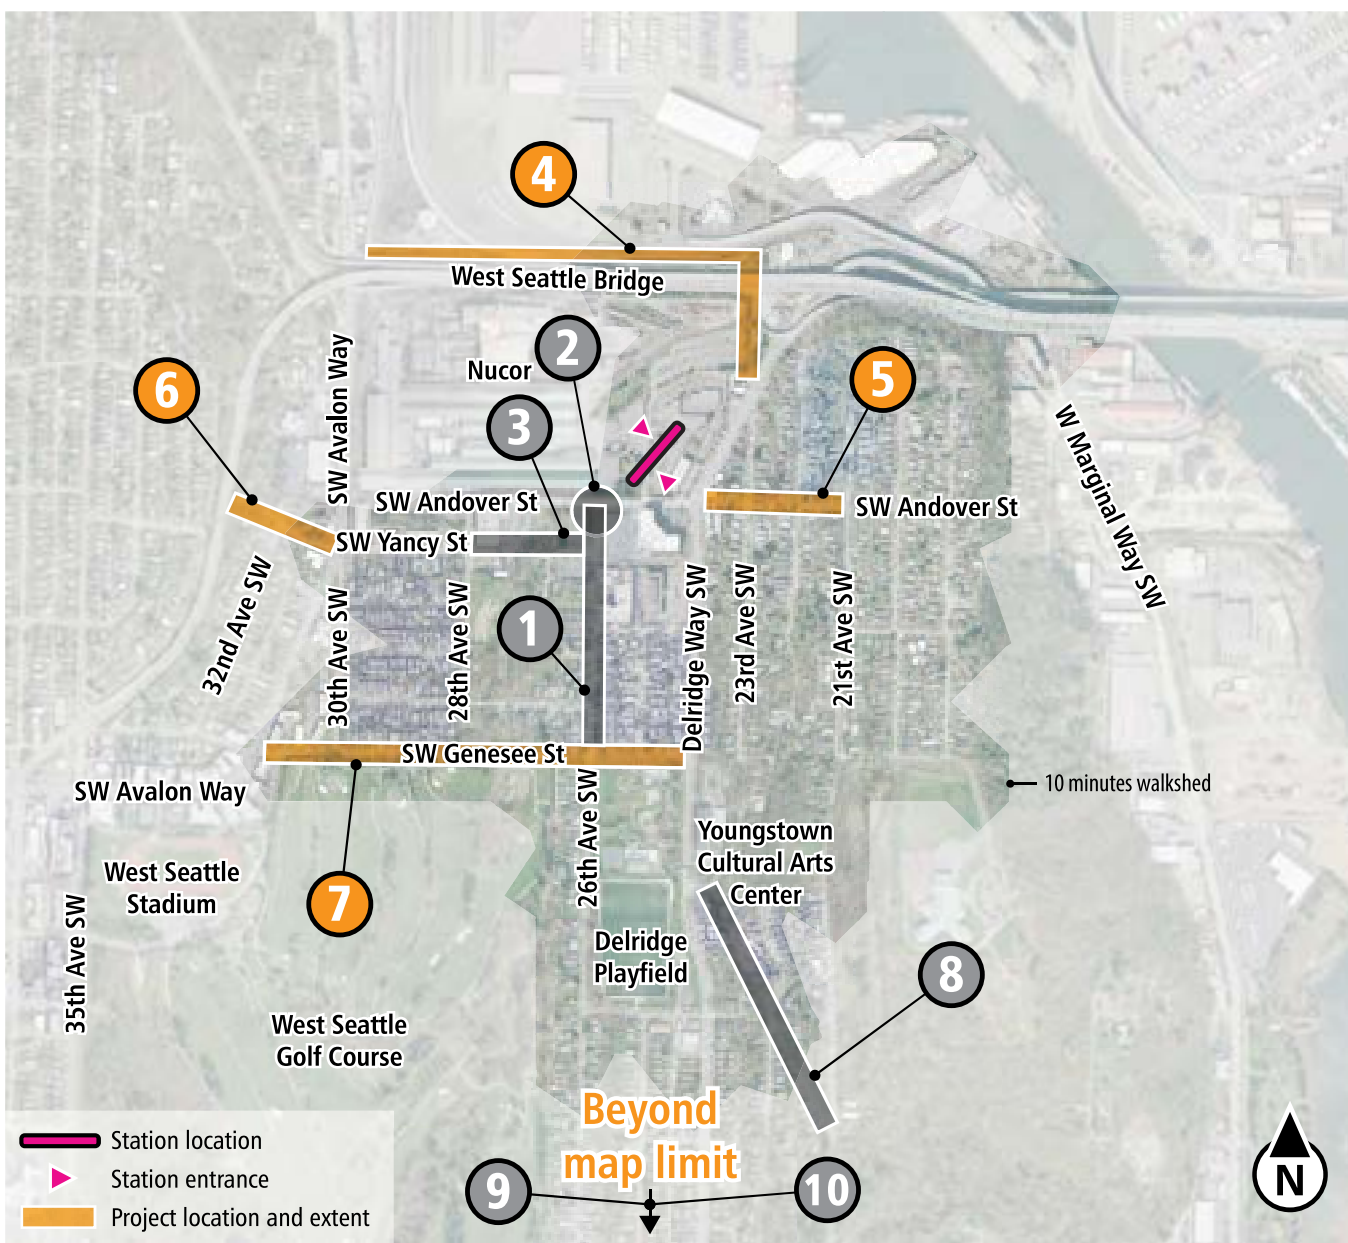 4
West Seattle Bridge
2
Nucor
SW Avalon Way
6
5
3
W Marginal Way SW
SW Andover St
SW Andover St
SW Yancy St
32nd Ave SW
30th Ave SW
28th Ave SW
1
Delridge Way SW
23rd Ave SW
21st Ave SW
SW Genesee St
SW Avalon Way
26th Ave SW
10 minutes walkshed
Youngstown
Cultural Arts
Center
West Seattle
Stadium
7
35th Ave SW
Delridge
Playfield
8
West Seattle
Golf Course
Beyond
map limit
9
10
Station location
Station entrance
Project location and extent
N